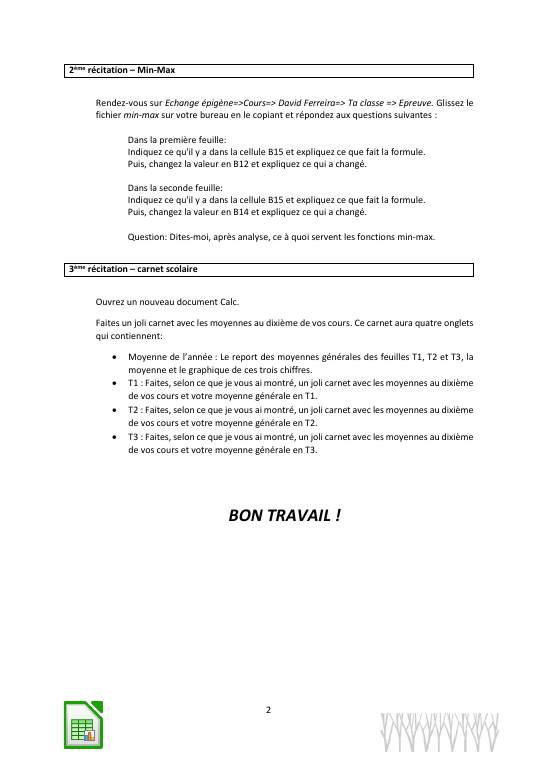 2ème récitation – Min-Max
Rendez-vous sur Echange épigène=>Cours=> David Ferreira=> Ta classe => Epreuve. Glissez le
fichier min-max sur votre bureau en le copiant et répondez aux questions suivantes :
Dans la première feuille:
Indiquez ce qu'il y a dans la cellule B15 et expliquez ce que fait la formule.
Puis, changez la valeur en B12 et expliquez ce qui a changé.
Dans la seconde feuille:
Indiquez ce qu'il y a dans la cellule B15 et expliquez ce que fait la formule.
Puis, changez la valeur en B14 et expliquez ce qui a changé.
Question: Dites-moi, après analyse, ce à quoi servent les fonctions min-max.
3ème récitation – carnet scolaire
Ouvrez un nouveau document Calc.
Faites un joli carnet avec les moyennes au dixième de vos cours. Ce carnet aura quatre onglets
qui contiennent:
• Moyenne de l'année : Le report des moyennes générales des feuilles T1, T2 et T3, la
moyenne et le graphique de ces trois chiffres.
• T1 : Faites, selon ce que je vous ai montré, un joli carnet avec les moyennes au dixième
de vos cours et votre moyenne générale en T1.
• T2 : Faites, selon ce que je vous ai montré, un joli carnet avec les moyennes au dixième
de vos cours et votre moyenne générale en T2.
• T3 : Faites, selon ce que je vous ai montré, un joli carnet avec les moyennes au dixième
de vos cours et votre moyenne générale en T3.
BON TRAVAIL !
2